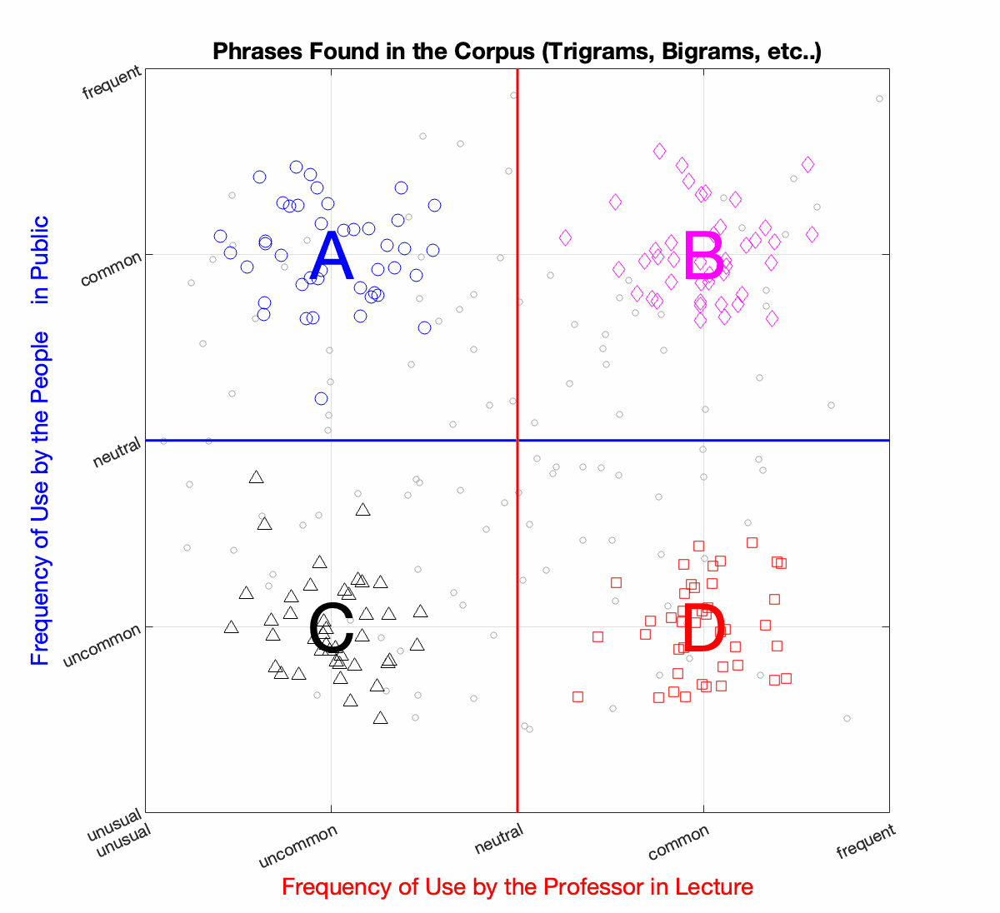 Phrases Found in the Corpus (Trigrams, Bigrams, etc..)
frequent
common
neutral
uncommon
unusual
Frequency of Use by the People in Public
A
B
C
D
unusual
uncommon
neutral
common
frequent
Frequency of Use by the Professor in Lecture